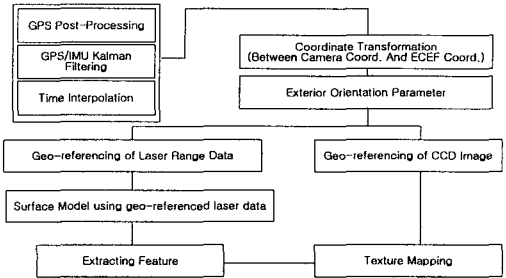 GPS Post-Processing
GPS/IMU Kalman
Filtering
Time Interpolation
Coordinate Transformation
(Between Camera Coord. And ECEF Coord.)
Exterior Orientation Parameter
Geo-referencing of Laser Range Data
Geo-referencing of CCD Image
Surface Model using geo-referenced laser data
Extracting Feature
Texture Mapping